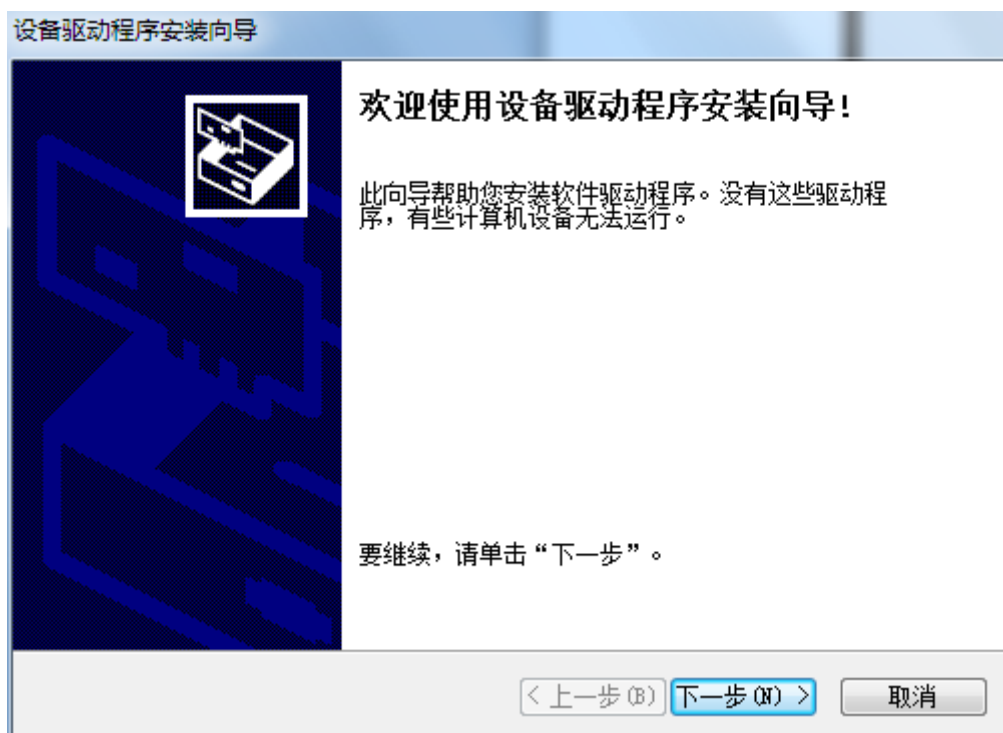 设备驱动程序安装向导
欢迎使用设备驱动程序安装向导!
此向导帮助您安装软件驱动程序。没有这些驱动程
序，有些计算机设备无法运行。
要继续，请单击“下一步”。
< 上一步(B) 下一步(N) > 取消